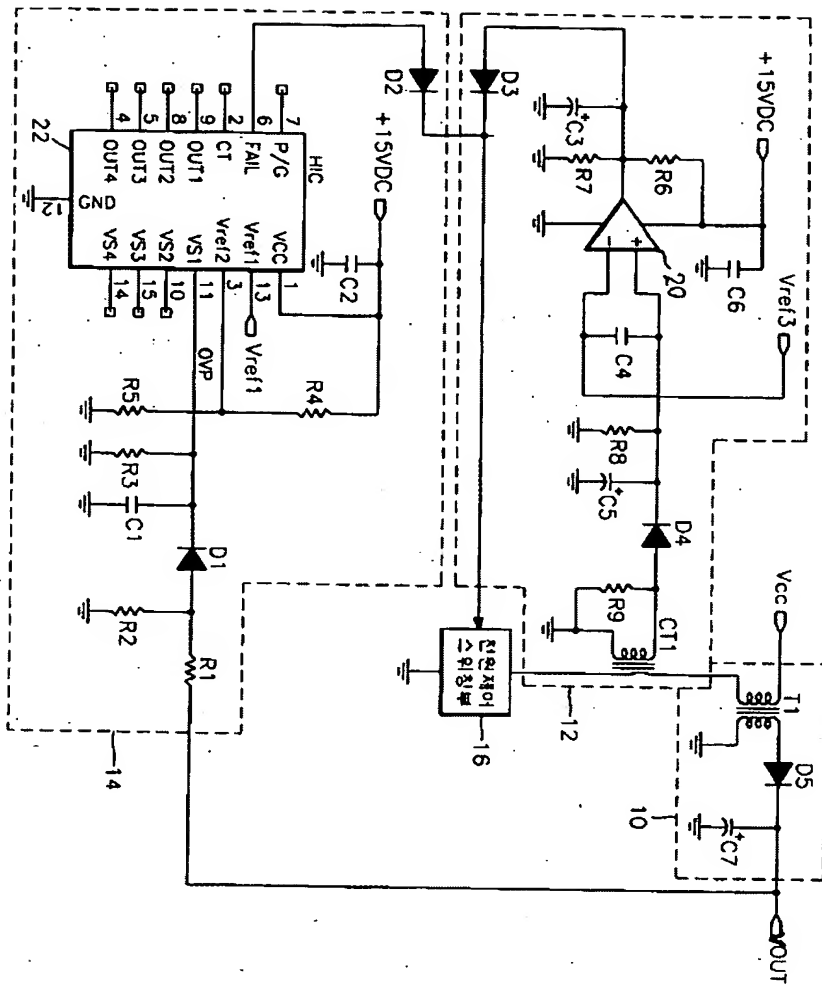 VOUT
Vcc
T1
D5
C7
10
12
CT1
R9
D4
C5
R8
C4
Vref3
+15VDC
C6
20
R6
R7
C3
D3
D2
전원제어
스위칭부
16
14
R1
R2
D1
C1
R3
R5
R4
+15VDC
C2
Vref1
OVP
HIC
22
7 P/G
6 FAIL
2 CT
9 OUT1
8 OUT2
5 OUT3
4 OUT4
VCC 1
Vref1 13
Vref2 3
VS1 11
VS2 10
VS3 15
VS4 14
GND
12